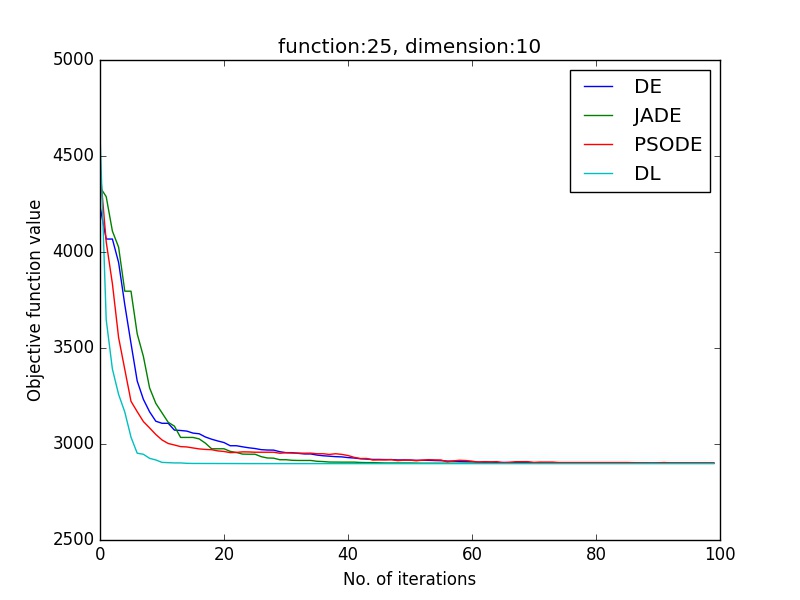 function:25, dimension:10
5000
4500
4000
3500
3000
2500
Objective function value
0 20 40 60 80 100
No. of iterations
DE
JADE
PSODE
DL